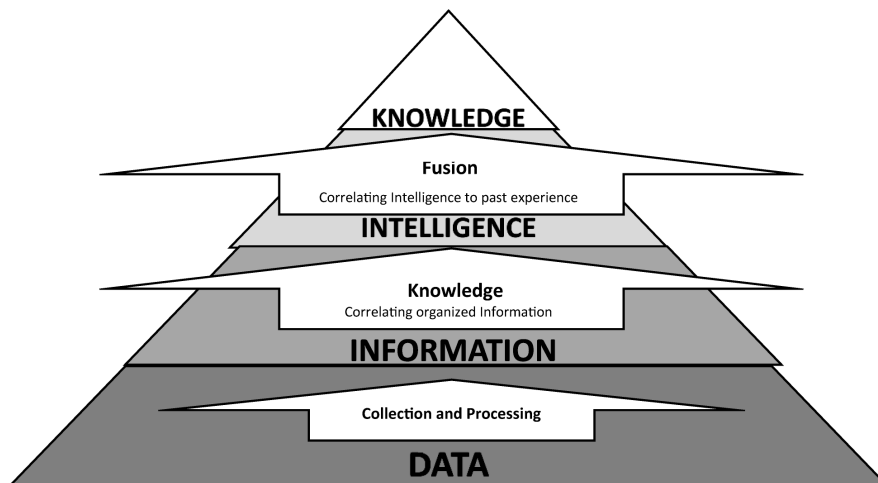 KNOWLEDGE
Fusion
Correlating Intelligence to past experience
INTELLIGENCE
Knowledge
Correlating organized Information
INFORMATION
Collection and Processing
DATA